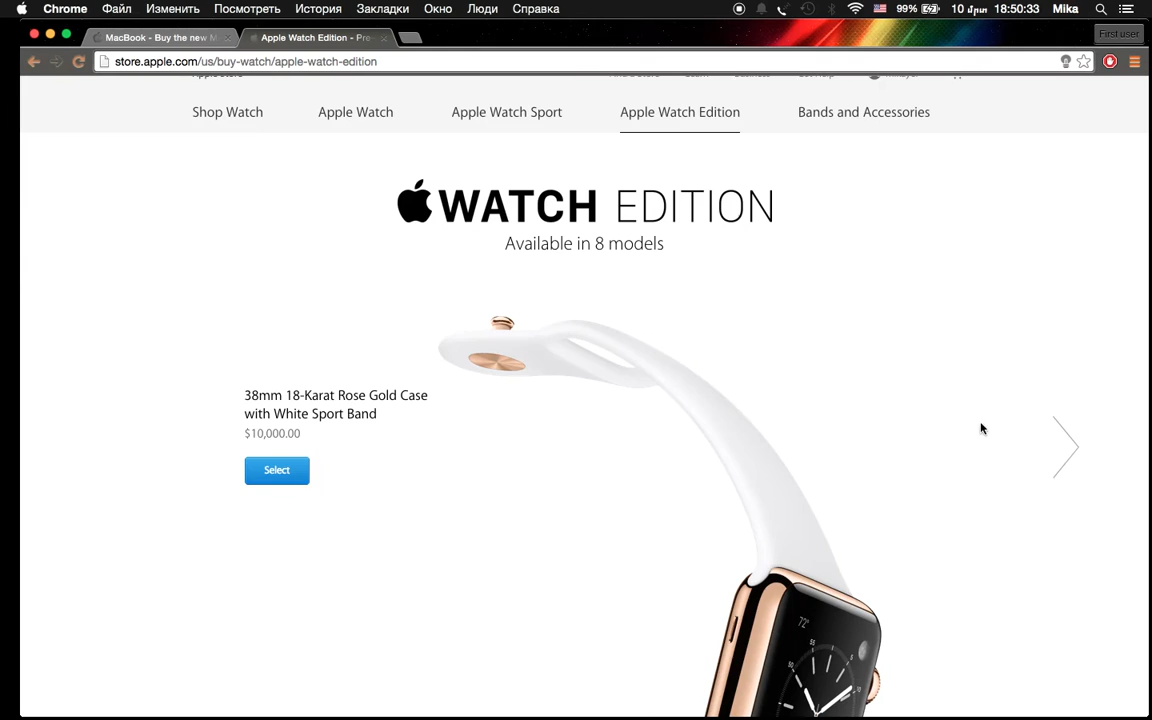 Chrome Файл Изменить Посмотреть История Закладки Окно Люди Справка 99% 10 մրտ 18:50:33 Mika
MacBook - Buy the new M
Apple Watch Edition - Pre-
First user
store.apple.com/us/buy-watch/apple-watch-edition
Shop Watch Apple Watch Apple Watch Sport Apple Watch Edition Bands and Accessories
WATCH EDITION
Available in 8 models
38mm 18-Karat Rose Gold Case
with White Sport Band
$10,000.00
Select
72°